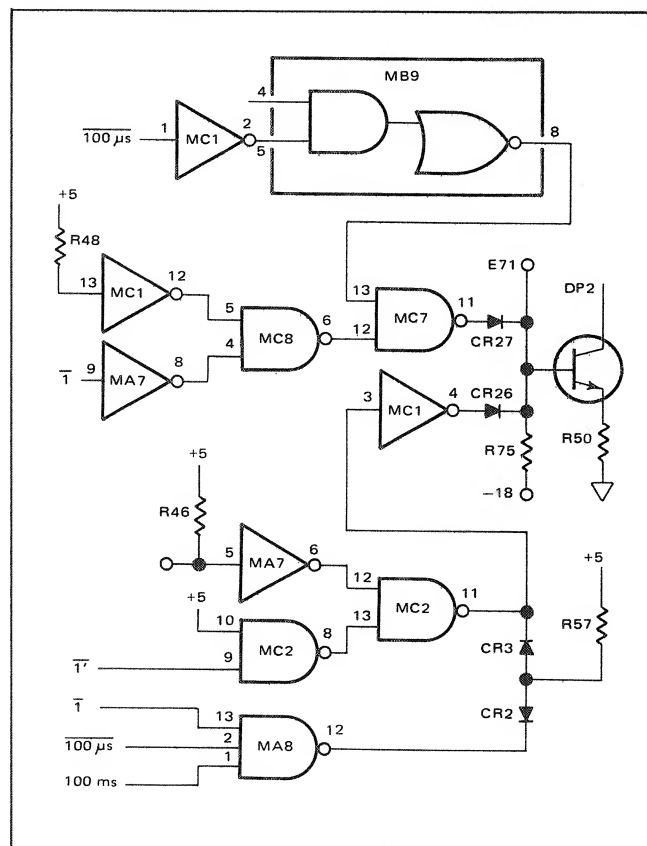 MB9
4
100 μs
1
MC1
2
5
8
+5
R48
13
MC1
12
5
MC8
6
4
1
9
MA7
8
13
MC7
11
12
CR27
E71
DP2
3
MC1
4
CR26
R75
R50
−18
+5
R46
5
MA7
6
+5
R57
12
MC2
11
13
10
MC2
8
9
1'
CR3
CR2
1
13
100 μs
2
MA8
12
1
100 ms